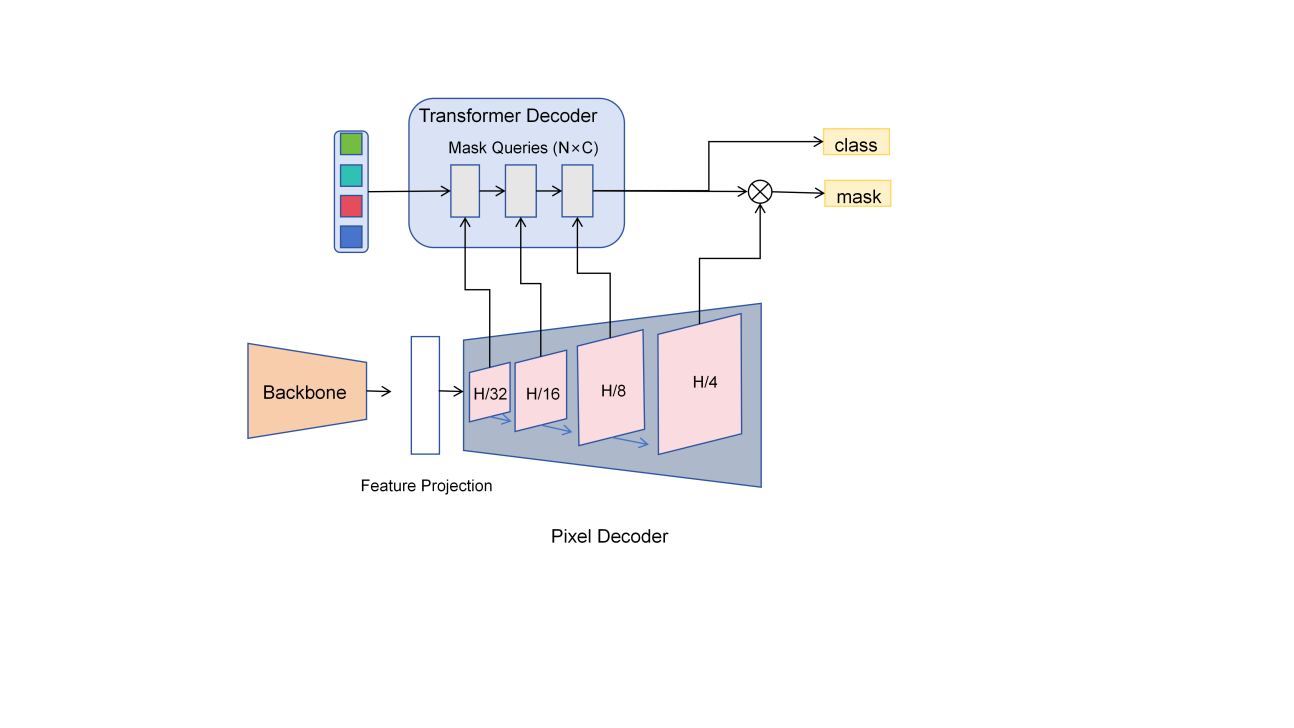 Transformer Decoder
Mask Queries (N×C)
class
mask
Backbone
H/32
H/16
H/8
H/4
Feature Projection
Pixel Decoder